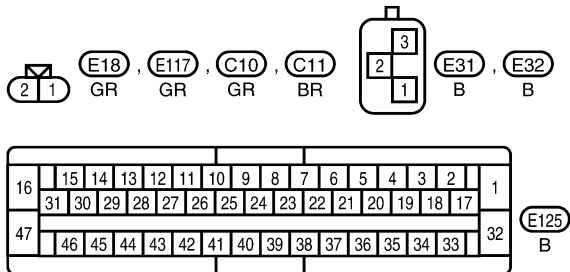 2 1 E18 , E117 , C10 , C11 3 2 1 E31 , E32
GR GR GR BR B B
16 15 14 13 12 11 10 9 8 7 6 5 4 3 2 1
31 30 29 28 27 26 25 24 23 22 21 20 19 18 17
47 46 45 44 43 42 41 40 39 38 37 36 35 34 33 32 E125
B